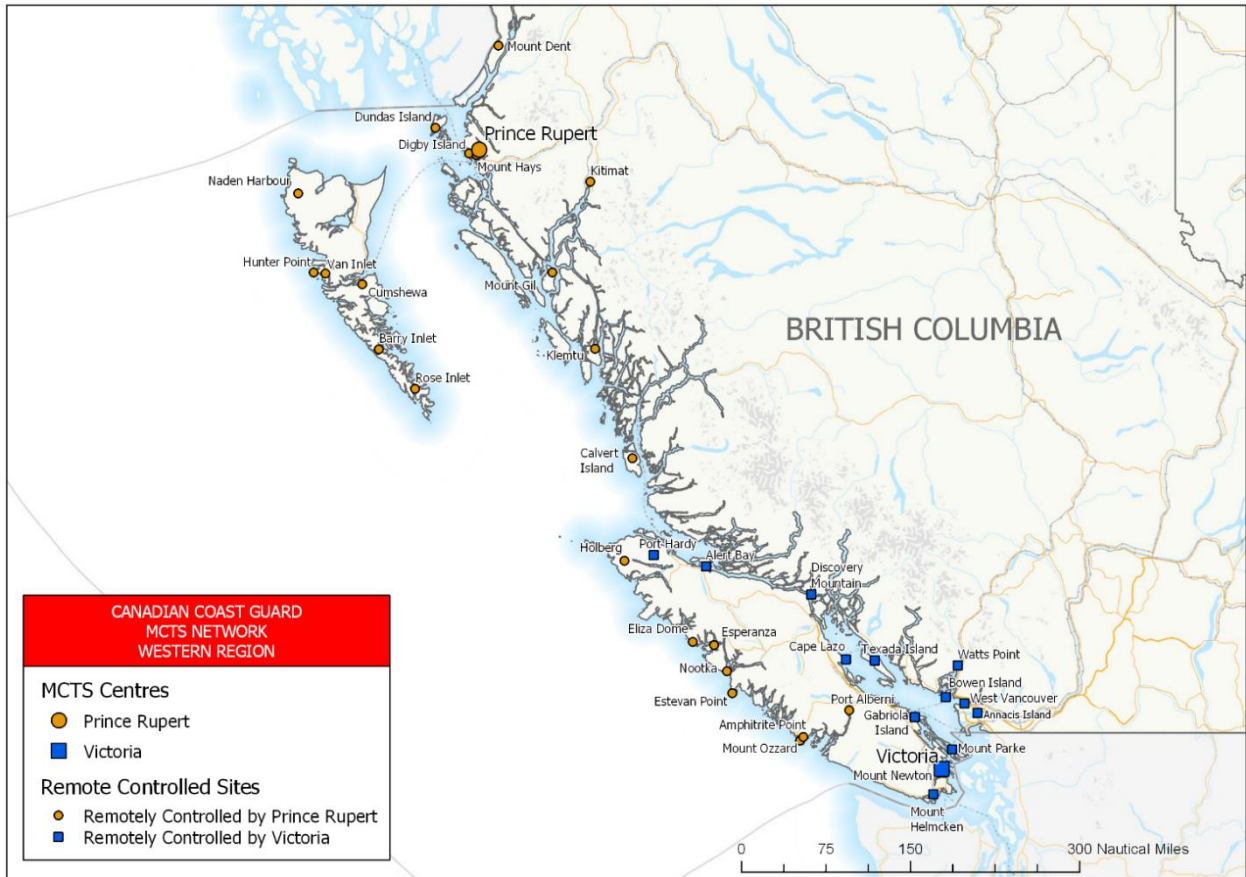 Mount Dent
Dundas Island
Prince Rupert
Digby Island
Mount Hays
Kitimat
Naden Harbour
Hunter Point
Van Inlet
Mount Gil
Cumshewa
BRITISH COLUMBIA
Barry Inlet
Klemtu
Rose Inlet
Calvert
Island
Port Hardy
Holberg
Alert Bay
Discovery
Mountain
Eliza Dome
Esperanza
Cape Lazo
Texada Island
Watts Point
Nootka
Bowen Island
Estevan Point
Port Alberni
West Vancouver
Gabriola
Island
Annacis Island
Amphitrite Point
Mount Ozzard
Mount Parke
Victoria
Mount Newton
Mount
Helmcken
CANADIAN COAST GUARD
MCTS NETWORK
WESTERN REGION
MCTS Centres
Prince Rupert
Victoria
Remote Controlled Sites
Remotely Controlled by Prince Rupert
Remotely Controlled by Victoria
0 75 150 300 Nautical Miles